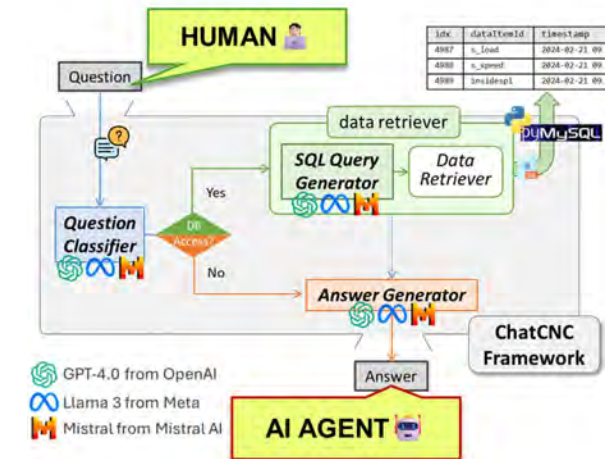 HUMAN
Question
idx dataItemId timestamp
4987 s_load 2024-02-21 09.
4988 s_speed 2024-02-21 09.
4989 insidespl 2024-02-21 09.
data retriever
pyMySQL
SQL Query
Generator
Data
Retriever
Yes
Question
Classifier
DB
Access?
No
Answer Generator
ChatCNC
Framework
GPT-4.0 from OpenAI
Llama 3 from Meta
Mistral from Mistral AI
Answer
AI AGENT